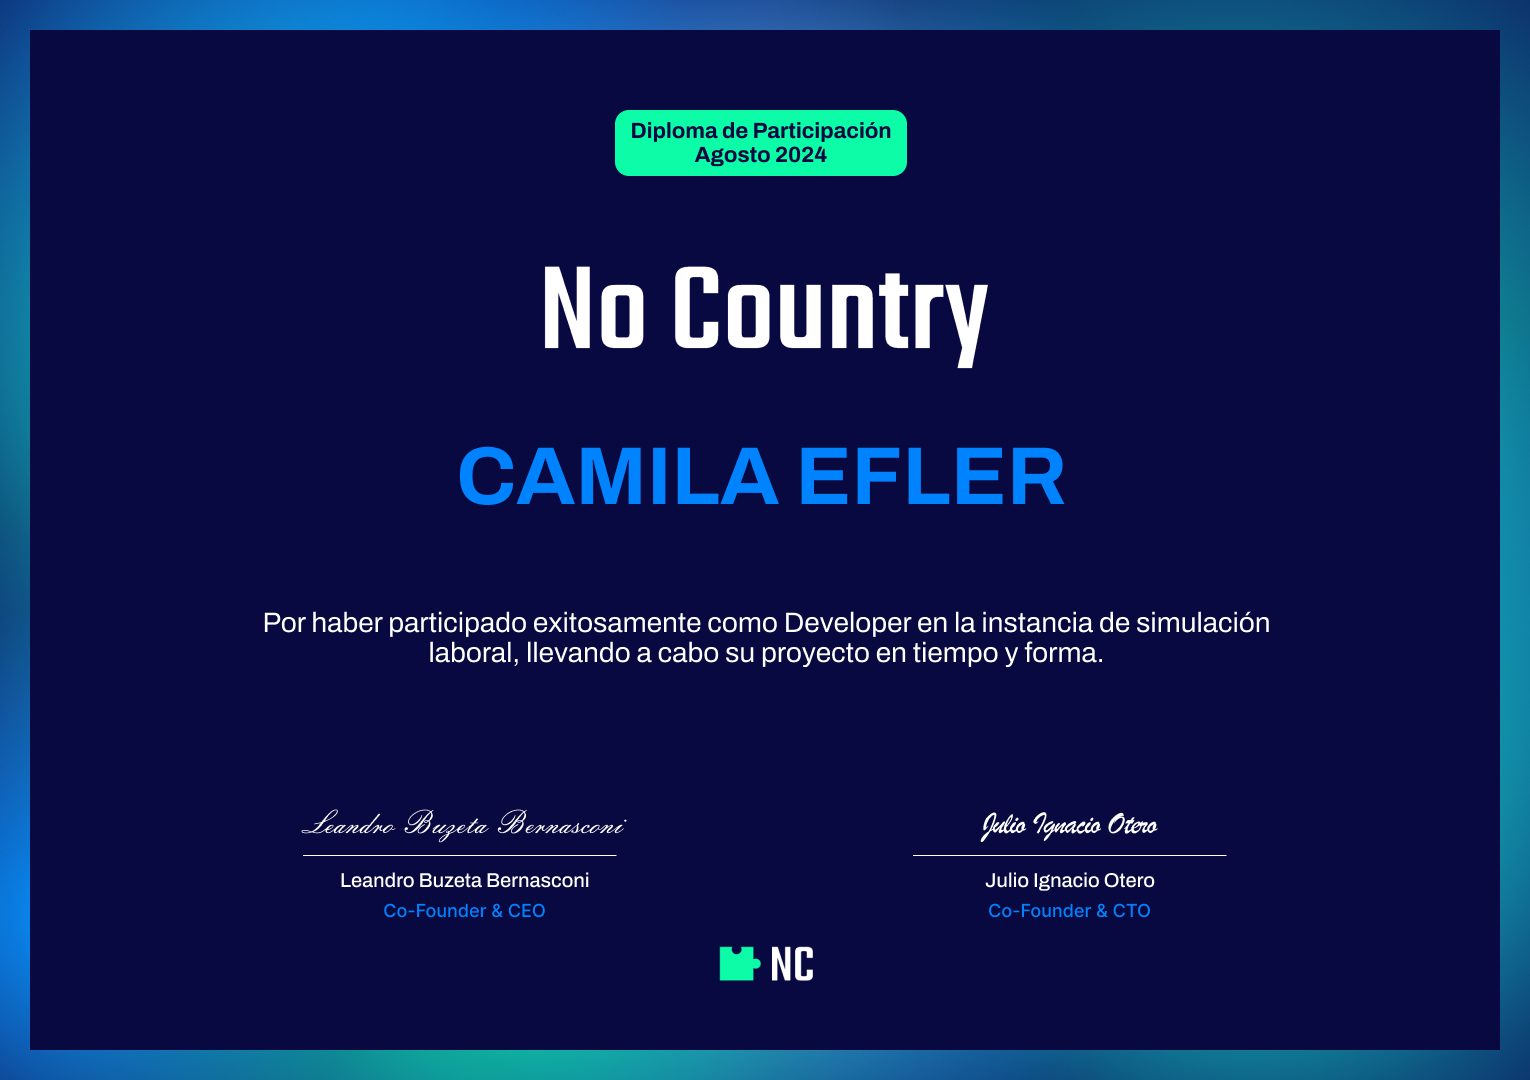 Diploma de Participación
Agosto 2024
No Country
CAMILA EFLER
Por haber participado exitosamente como Developer en la instancia de simulación
laboral, llevando a cabo su proyecto en tiempo y forma.
Leandro Buzeta Bernasconi
Julio Ignacio Otero
Leandro Buzeta Bernasconi
Julio Ignacio Otero
Co-Founder & CEO
Co-Founder & CTO
NC